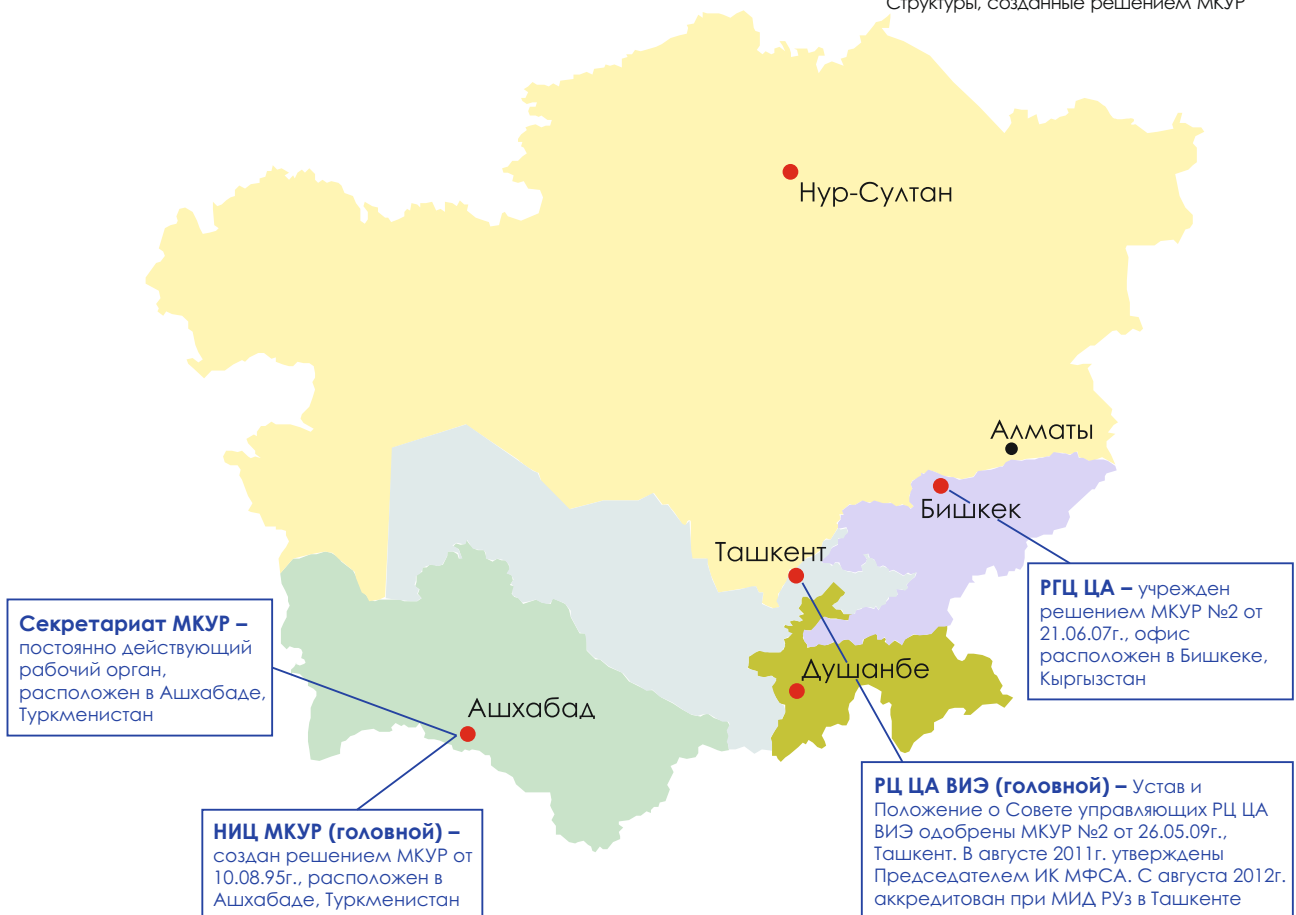 Структуры, созданные решением МКУР
Нур-Султан
Алматы
Бишкек
Ташкент
РГЦ ЦА – учрежден
решением МКУР №2 от
21.06.07г., офис
расположен в Бишкеке,
Кыргызстан
Секретариат МКУР –
постоянно действующий
рабочий орган,
расположен в Ашхабаде,
Туркменистан
Душанбе
Ашхабад
РЦ ЦА ВИЭ (головной) – Устав и
Положение о Совете управляющих РЦ ЦА
ВИЭ одобрены МКУР №2 от 26.05.09г.,
Ташкент. В августе 2011г. утверждены
Председателем ИК МФСА. С августа 2012г.
аккредитован при МИД РУз в Ташкенте
НИЦ МКУР (головной) –
создан решением МКУР от
10.08.95г., расположен в
Ашхабаде, Туркменистан